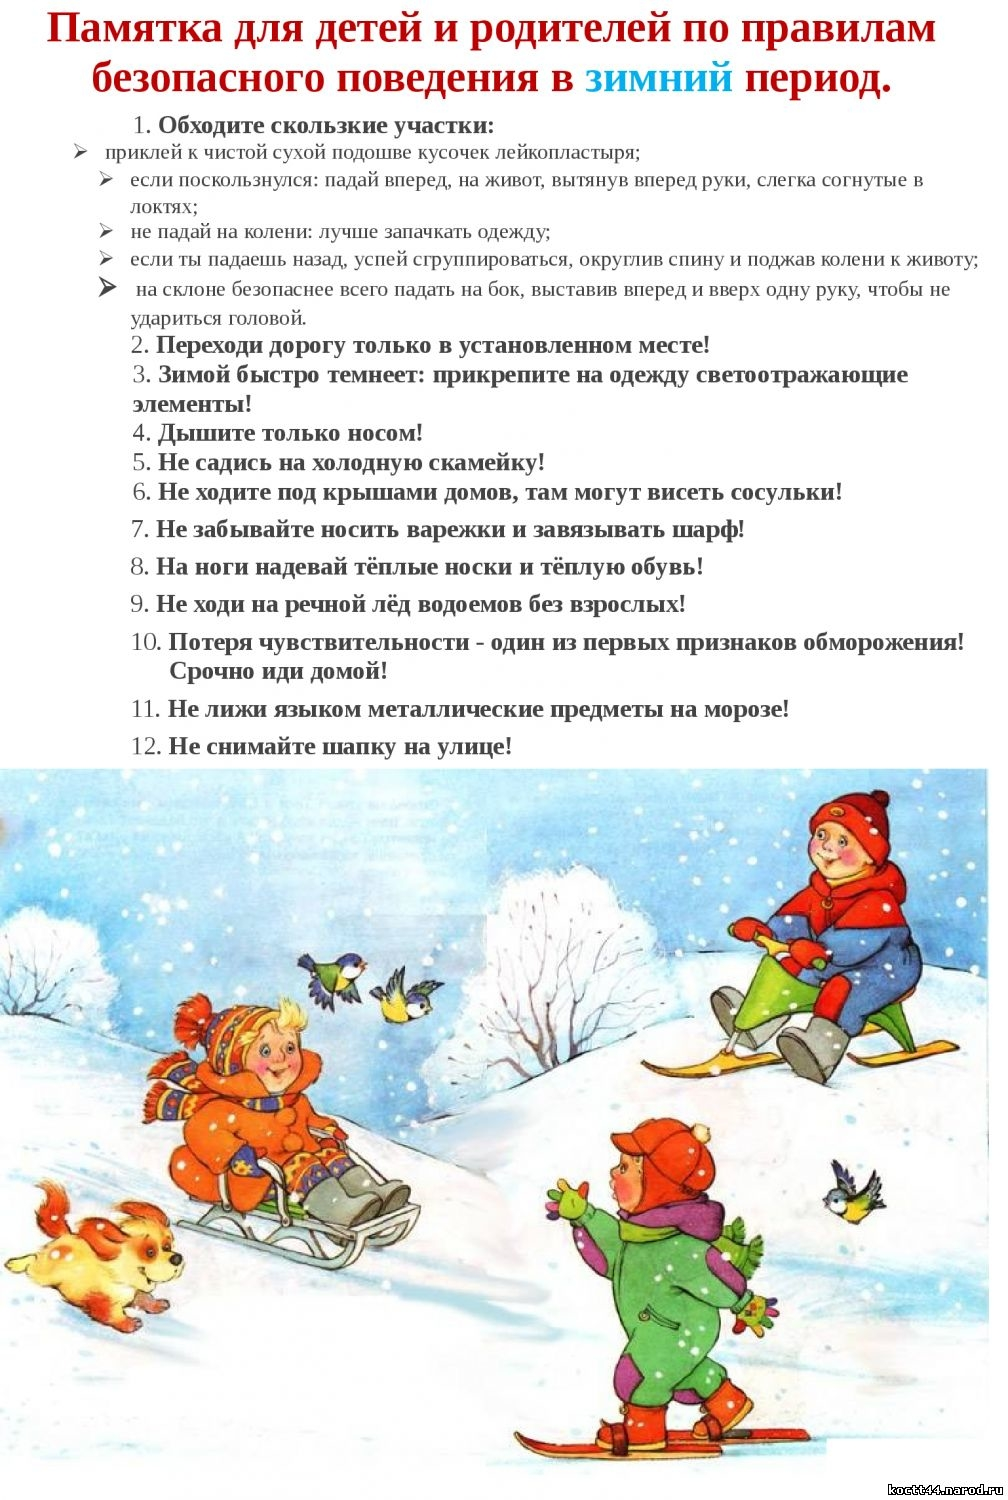 Памятка для детей и родителей по правилам
безопасного поведения в зимний период.
1. Обходите скользкие участки:
➢ приклей к чистой сухой подошве кусочек лейкопластыря;
➢ если поскользнулся: падай вперед, на живот, вытянув вперед руки, слегка согнутые в
локтях;
➢ не падай на колени: лучше запачкать одежду;
➢ если ты падаешь назад, успей сгруппироваться, округлив спину и поджав колени к животу;
➢ на склоне безопаснее всего падать на бок, выставив вперед и вверх одну руку, чтобы не
удариться головой.
2. Переходи дорогу только в установленном месте!
3. Зимой быстро темнеет: прикрепите на одежду светоотражающие
элементы!
4. Дышите только носом!
5. Не садись на холодную скамейку!
6. Не ходите под крышами домов, там могут висеть сосульки!
7. Не забывайте носить варежки и завязывать шарф!
8. На ноги надевай тёплые носки и тёплую обувь!
9. Не ходи на речной лёд водоемов без взрослых!
10. Потеря чувствительности - один из первых признаков обморожения!
Срочно иди домой!
11. Не лижи языком металлические предметы на морозе!
12. Не снимайте шапку на улице!
koctt44.narod.ru